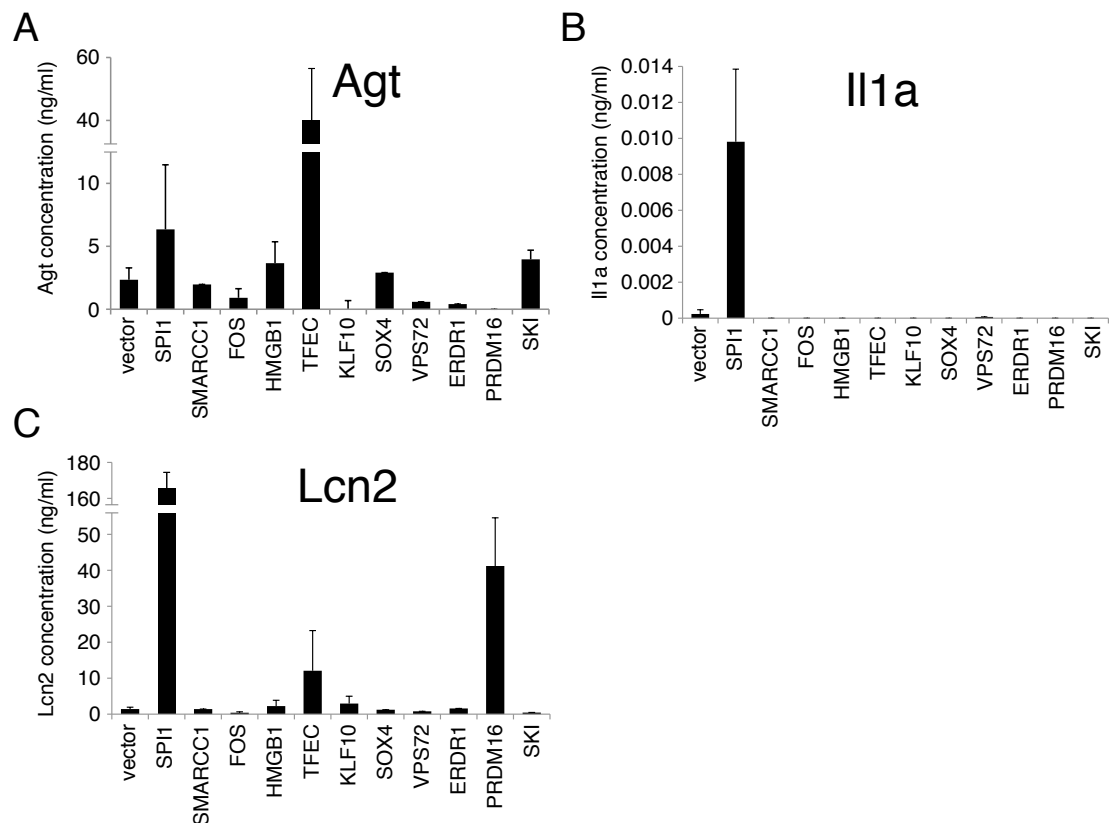 A
Agt
Agt concentration (ng/ml)
60
40
10
5
0
vector
SPI1
SMARCC1
FOS
HMGB1
TFEC
KLF10
SOX4
VPS72
ERDR1
PRDM16
SKI
B
Il1a
Il1a concentration (ng/ml)
0.014
0.012
0.010
0.008
0.006
0.004
0.002
0
vector
SPI1
SMARCC1
FOS
HMGB1
TFEC
KLF10
SOX4
VPS72
ERDR1
PRDM16
SKI
C
Lcn2
Lcn2 concentration (ng/ml)
180
160
50
40
30
20
10
0
vector
SPI1
SMARCC1
FOS
HMGB1
TFEC
KLF10
SOX4
VPS72
ERDR1
PRDM16
SKI